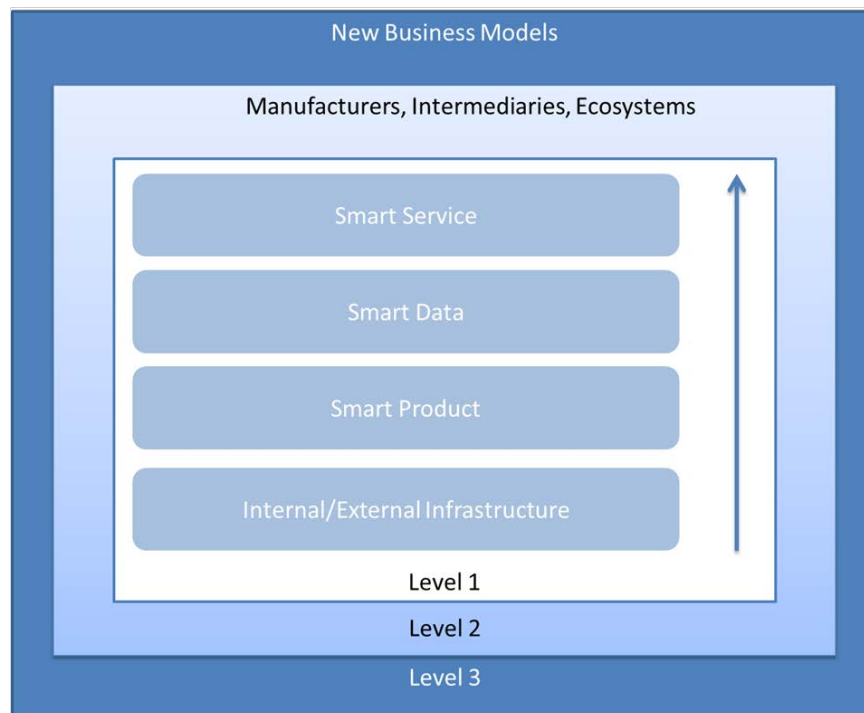 New Business Models
Manufacturers, Intermediaries, Ecosystems
Smart Service
Smart Data
Smart Product
Internal/External Infrastructure
Level 1
Level 2
Level 3